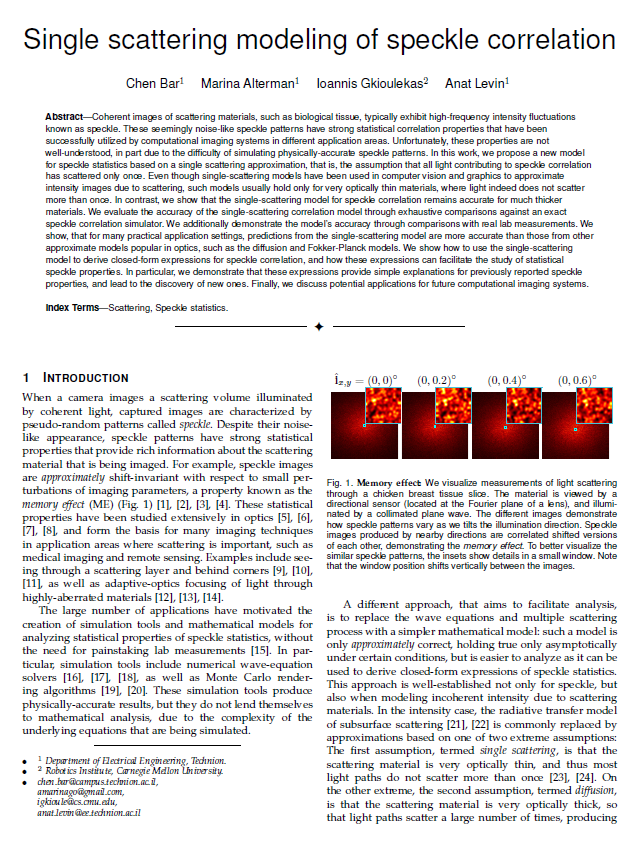 Single scattering modeling of speckle correlation
Chen Bar¹ Marina Alterman¹ Ioannis Gkioulekas² Anat Levin¹
Abstract—Coherent images of scattering materials, such as biological tissue, typically exhibit high-frequency intensity fluctuations
known as speckle. These seemingly noise-like speckle patterns have strong statistical correlation properties that have been
successfully utilized by computational imaging systems in different application areas. Unfortunately, these properties are not
well-understood, in part due to the difficulty of simulating physically-accurate speckle patterns. In this work, we propose a new model
for speckle statistics based on a single scattering approximation, that is, the assumption that all light contributing to speckle correlation
has scattered only once. Even though single-scattering models have been used in computer vision and graphics to approximate
intensity images due to scattering, such models usually hold only for very optically thin materials, where light indeed does not scatter
more than once. In contrast, we show that the single-scattering model for speckle correlation remains accurate for much thicker
materials. We evaluate the accuracy of the single-scattering correlation model through exhaustive comparisons against an exact
speckle correlation simulator. We additionally demonstrate the model's accuracy through comparisons with real lab measurements. We
show, that for many practical application settings, predictions from the single-scattering model are more accurate than those from other
approximate models popular in optics, such as the diffusion and Fokker-Planck models. We show how to use the single-scattering
model to derive closed-form expressions for speckle correlation, and how these expressions can facilitate the study of statistical
speckle properties. In particular, we demonstrate that these expressions provide simple explanations for previously reported speckle
properties, and lead to the discovery of new ones. Finally, we discuss potential applications for future computational imaging systems.
Index Terms—Scattering, Speckle statistics.
1 INTRODUCTION
When a camera images a scattering volume illuminated
by coherent light, captured images are characterized by
pseudo-random patterns called speckle. Despite their noise-
like appearance, speckle patterns have strong statistical
properties that provide rich information about the scattering
material that is being imaged. For example, speckle images
are approximately shift-invariant with respect to small per-
turbations of imaging parameters, a property known as the
memory effect (ME) (Fig. 1) [1], [2], [3], [4]. These statistical
properties have been studied extensively in optics [5], [6],
[7], [8], and form the basis for many imaging techniques
in application areas where scattering is important, such as
medical imaging and remote sensing. Examples include see-
ing through a scattering layer and behind corners [9], [10],
[11], as well as adaptive-optics focusing of light through
highly-aberrated materials [12], [13], [14].
The large number of applications have motivated the
creation of simulation tools and mathematical models for
analyzing statistical properties of speckle statistics, without
the need for painstaking lab measurements [15]. In par-
ticular, simulation tools include numerical wave-equation
solvers [16], [17], [18], as well as Monte Carlo render-
ing algorithms [19], [20]. These simulation tools produce
physically-accurate results, but they do not lend themselves
to mathematical analysis, due to the complexity of the
underlying equations that are being simulated.
• ¹ Department of Electrical Engineering, Technion.
• ² Robotics Institute, Carnegie Mellon University.
• chen.bar@campus.technion.ac.il
amarinago@gmail.com,
igkioule@cs.cmu.edu,
anat.levin@ee.technion.ac.il
î_{x,y} = (0,0)° (0,0.2)° (0,0.4)° (0,0.6)°
Fig. 1. Memory effect: We visualize measurements of light scattering
through a chicken breast tissue slice. The material is viewed by a
directional sensor (located at the Fourier plane of a lens), and illumi-
nated by a collimated plane wave. The different images demonstrate
how speckle patterns vary as we tilts the illumination direction. Speckle
images produced by nearby directions are correlated shifted versions
of each other, demonstrating the memory effect. To better visualize the
similar speckle patterns, the insets show details in a small window. Note
that the window position shifts vertically between the images.
A different approach, that aims to facilitate analysis,
is to replace the wave equations and multiple scattering
process with a simpler mathematical model: such a model is
only approximately correct, holding true only asymptotically
under certain conditions, but is easier to analyze as it can be
used to derive closed-form expressions of speckle statistics.
This approach is well-established not only for speckle, but
also when modeling incoherent intensity due to scattering
materials. In the intensity case, the radiative transfer model
of subsurface scattering [21], [22] is commonly replaced by
approximations based on one of two extreme assumptions:
The first assumption, termed single scattering, is that the
scattering material is very optically thin, and thus most
light paths do not scatter more than once [23], [24]. On
the other extreme, the second assumption, termed diffusion,
is that the scattering material is very optically thick, so
that light paths scatter a large number of times, producing